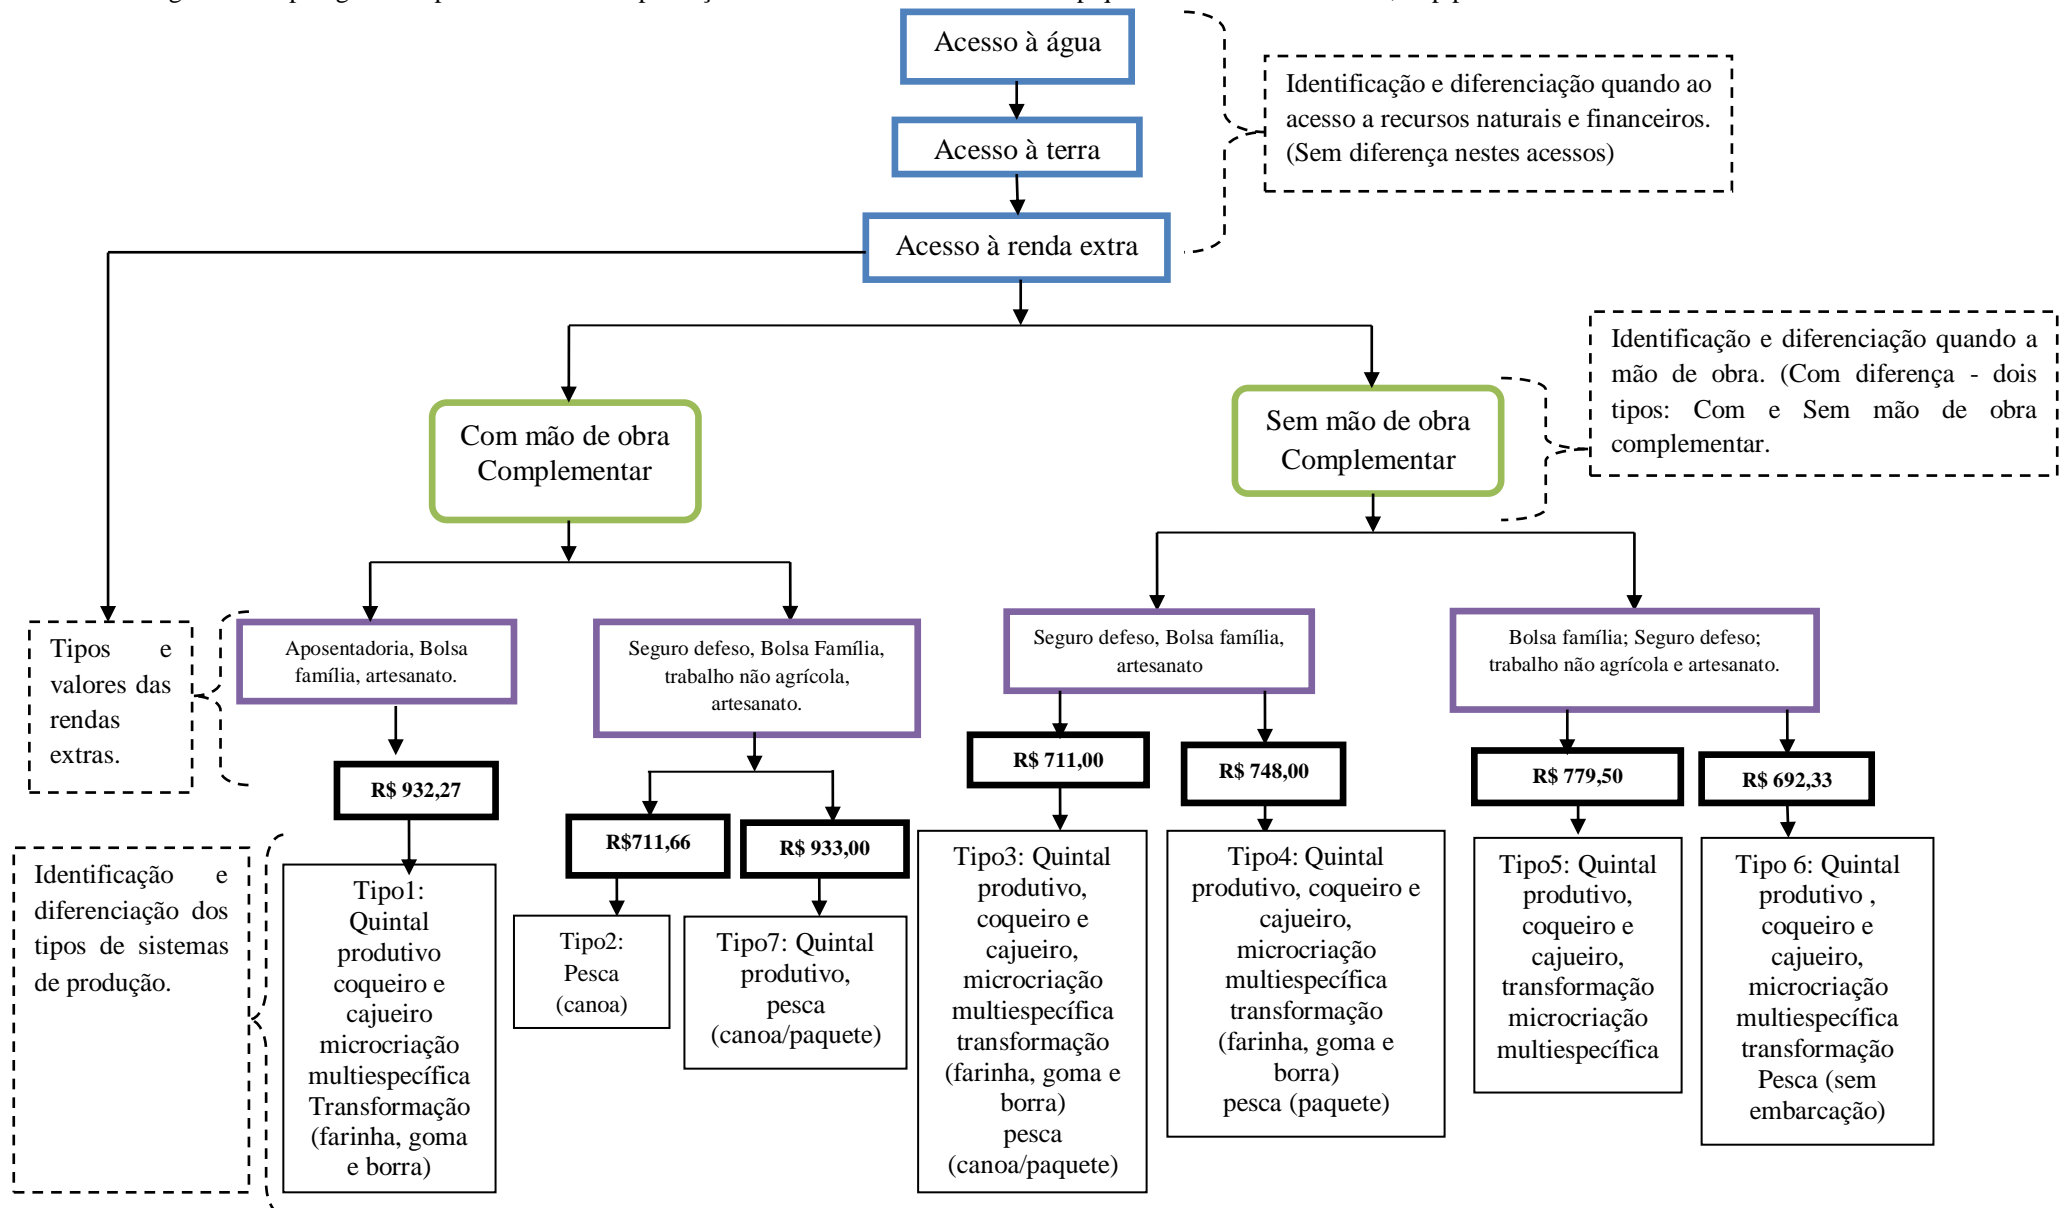 Acesso à água
Identificação e diferenciação quando ao
acesso a recursos naturais e financeiros.
(Sem diferença nestes acessos)
Acesso à terra
Acesso à renda extra
Identificação e diferenciação quando a
mão de obra. (Com diferença - dois
tipos: Com e Sem mão de obra
complementar.
Com mão de obra
Complementar
Sem mão de obra
Complementar
Tipos e
valores das
rendas
extras.
Aposentadoria, Bolsa
família, artesanato.
Seguro defeso, Bolsa Família,
trabalho não agrícola,
artesanato.
Seguro defeso, Bolsa família,
artesanato
Bolsa família; Seguro defeso;
trabalho não agrícola e artesanato.
R$ 932,27
R$711,66
R$ 933,00
R$ 711,00
R$ 748,00
R$ 779,50
R$ 692,33
Identificação e
diferenciação dos
tipos de sistemas
de produção.
Tipo1:
Quintal
produtivo
coqueiro e
cajueiro
microcriação
multiespecífica
Transformação
(farinha, goma
e borra)
Tipo2:
Pesca
(canoa)
Tipo7: Quintal
produtivo,
pesca
(canoa/paquete)
Tipo3: Quintal
produtivo,
coqueiro e
cajueiro,
microcriação
multiespecífica
transformação
(farinha, goma e
borra)
pesca
(canoa/paquete)
Tipo4: Quintal
produtivo, coqueiro e
cajueiro,
microcriação
multiespecífica
transformação
(farinha, goma e
borra)
pesca (paquete)
Tipo5: Quintal
produtivo,
coqueiro e
cajueiro,
transformação
microcriação
multiespecífica
Tipo 6: Quintal
produtivo ,
coqueiro e
cajueiro,
microcriação
multiespecífica
transformação
Pesca (sem
embarcação)